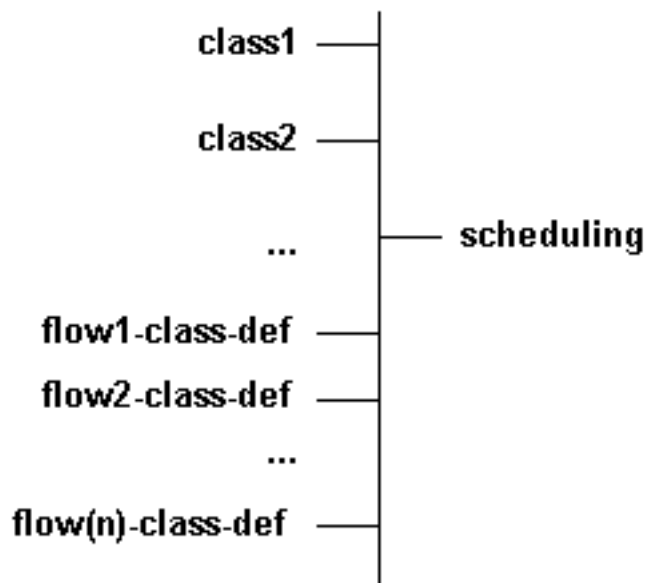 class1
class2
scheduling
...
flow1-class-def
flow2-class-def
...
flow(n)-class-def